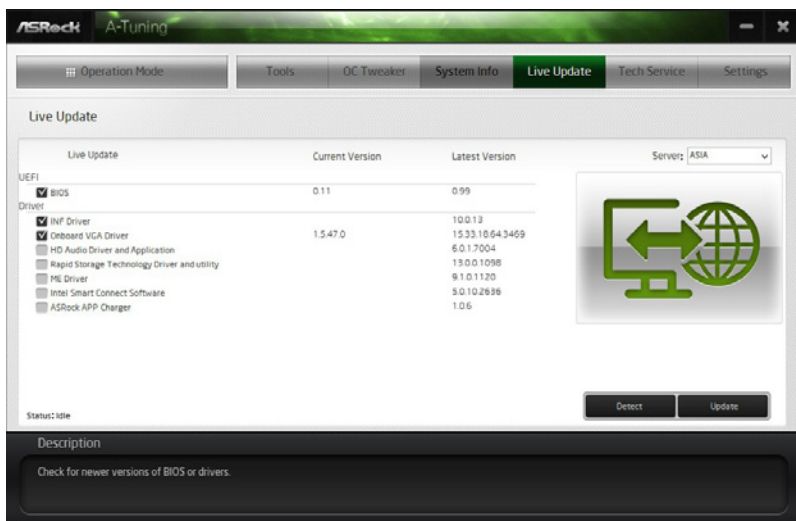 ASRock A-Tuning
Operation Mode Tools OC Tweaker System Info Live Update Tech Service Settings
Live Update
Live Update Current Version Latest Version Server: ASIA
UEFI
BIOS 0.11 0.99
Driver
INF Driver 10.0.13
Onboard VGA Driver 1.5.47.0 15.33.18.64.3469
HD Audio Driver and Application 6.0.1.7004
Rapid Storage Technology Driver and utility 13.0.0.1098
ME Driver 9.1.0.1120
Intel Smart Connect Software 5.0.10.2636
ASRock APP Charger 1.0.6
Status: Idle
Detect Update
Description
Check for newer versions of BIOS or drivers.